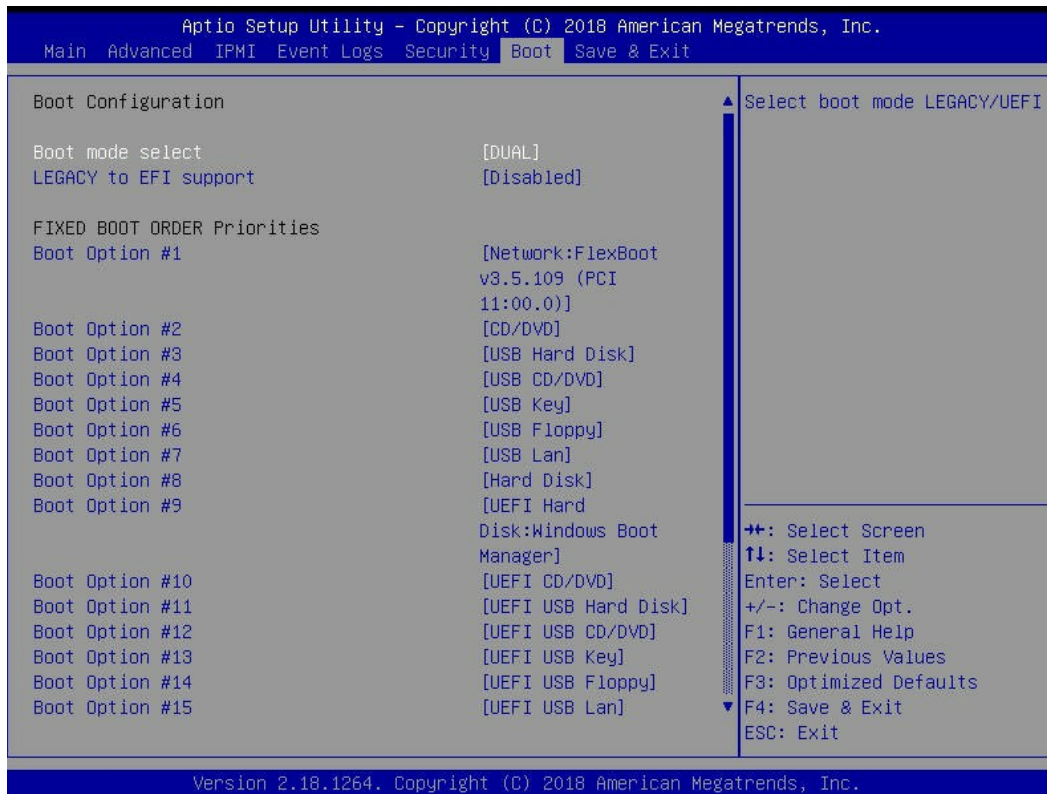 Aptio Setup Utility – Copyright (C) 2018 American Megatrends, Inc.
Main Advanced IPMI Event Logs Security Boot Save & Exit
Boot Configuration
Select boot mode LEGACY/UEFI
Boot mode select [DUAL]
LEGACY to EFI support [Disabled]
FIXED BOOT ORDER Priorities
Boot Option #1 [Network:FlexBoot
v3.5.109 (PCI
11:00.0)]
Boot Option #2 [CD/DVD]
Boot Option #3 [USB Hard Disk]
Boot Option #4 [USB CD/DVD]
Boot Option #5 [USB Key]
Boot Option #6 [USB Floppy]
Boot Option #7 [USB Lan]
Boot Option #8 [Hard Disk]
Boot Option #9 [UEFI Hard
Disk:Windows Boot
Manager]
Boot Option #10 [UEFI CD/DVD]
Boot Option #11 [UEFI USB Hard Disk]
Boot Option #12 [UEFI USB CD/DVD]
Boot Option #13 [UEFI USB Key]
Boot Option #14 [UEFI USB Floppy]
Boot Option #15 [UEFI USB Lan]
→←: Select Screen
↑↓: Select Item
Enter: Select
+/-: Change Opt.
F1: General Help
F2: Previous Values
F3: Optimized Defaults
F4: Save & Exit
ESC: Exit
Version 2.18.1264. Copyright (C) 2018 American Megatrends, Inc.